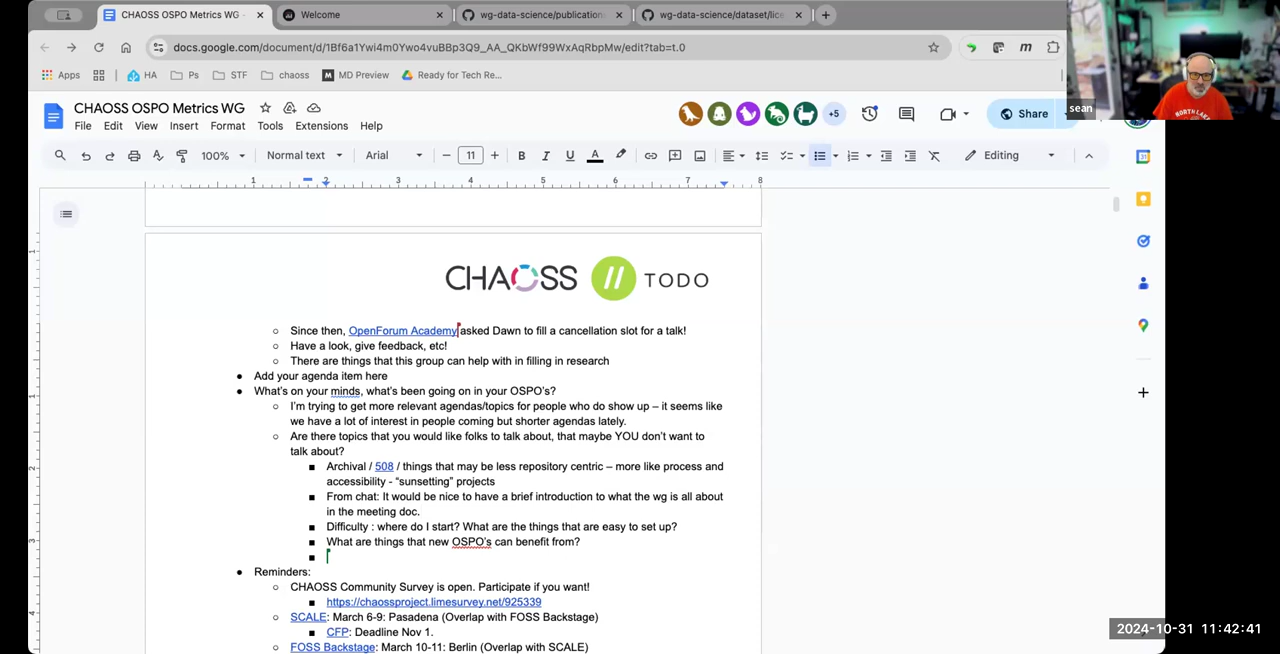 CHAOSS OSPO Metrics WG -
Welcome
wg-data-science/publication
wg-data-science/dataset/lice
docs.google.com/document/d/1Bf6a1Ywi4m0Ywo4vuBBp3Q9_AA_QKbWf99WxAqRbpMw/edit?tab=t.0
Apps
HA
Ps
STF
chaoss
MD Preview
Ready for Tech Re...
sean
CHAOSS OSPO Metrics WG
File Edit View Insert Format Tools Extensions Help
+5
Share
100%
Normal text
Arial
11
B I U A
Editing
1 2 3 4 5 6 7 8
CHAOSS // TODO
○ Since then, OpenForum Academy asked Dawn to fill a cancellation slot for a talk!
○ Have a look, give feedback, etc!
○ There are things that this group can help with in filling in research
● Add your agenda item here
● What's on your minds, what's been going on in your OSPO's?
○ I'm trying to get more relevant agendas/topics for people who do show up – it seems like
we have a lot of interest in people coming but shorter agendas lately.
○ Are there topics that you would like folks to talk about, that maybe YOU don't want to
talk about?
■ Archival / 508 / things that may be less repository centric – more like process and
accessibility - "sunsetting" projects
■ From chat: It would be nice to have a brief introduction to what the wg is all about
in the meeting doc.
■ Difficulty : where do I start? What are the things that are easy to set up?
■ What are things that new OSPO's can benefit from?
■
● Reminders:
○ CHAOSS Community Survey is open. Participate if you want!
■ https://chaossproject.limesurvey.net/925339
○ SCALE: March 6-9: Pasadena (Overlap with FOSS Backstage)
■ CFP: Deadline Nov 1.
○ FOSS Backstage: March 10-11: Berlin (Overlap with SCALE)
2024-10-31 11:42:41